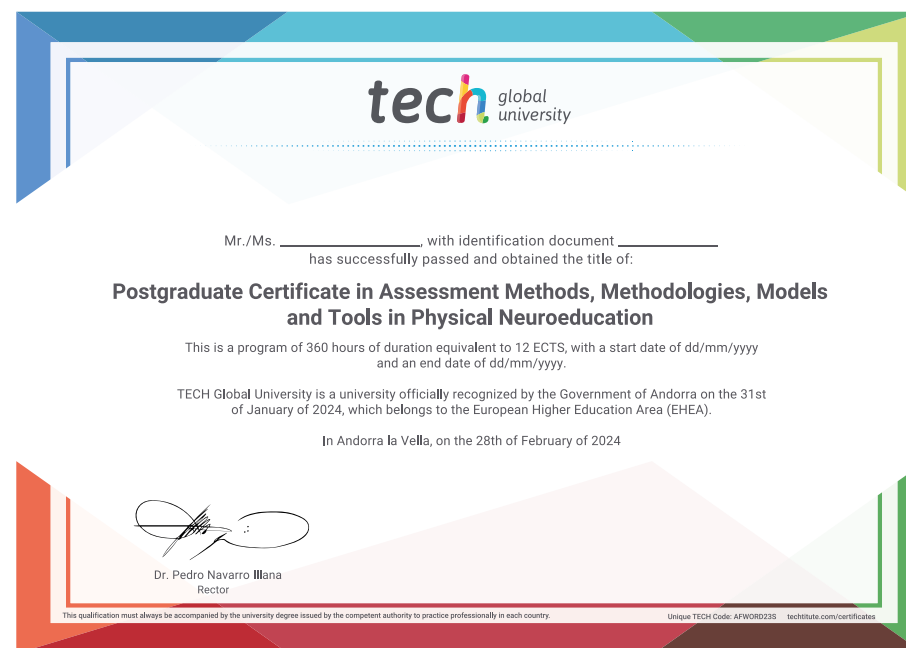 tech global university
Mr./Ms. ____________________, with identification document ______________
has successfully passed and obtained the title of:
Postgraduate Certificate in Assessment Methods, Methodologies, Models
and Tools in Physical Neuroeducation
This is a program of 360 hours of duration equivalent to 12 ECTS, with a start date of dd/mm/yyyy
and an end date of dd/mm/yyyy.
TECH Global University is a university officially recognized by the Government of Andorra on the 31st
of January of 2024, which belongs to the European Higher Education Area (EHEA).
In Andorra la Vella, on the 28th of February of 2024
Dr. Pedro Navarro Illana
Rector
This qualification must always be accompanied by the university degree issued by the competent authority to practice professionally in each country.
Unique TECH Code: AFWORD23S techtitute.com/certificates